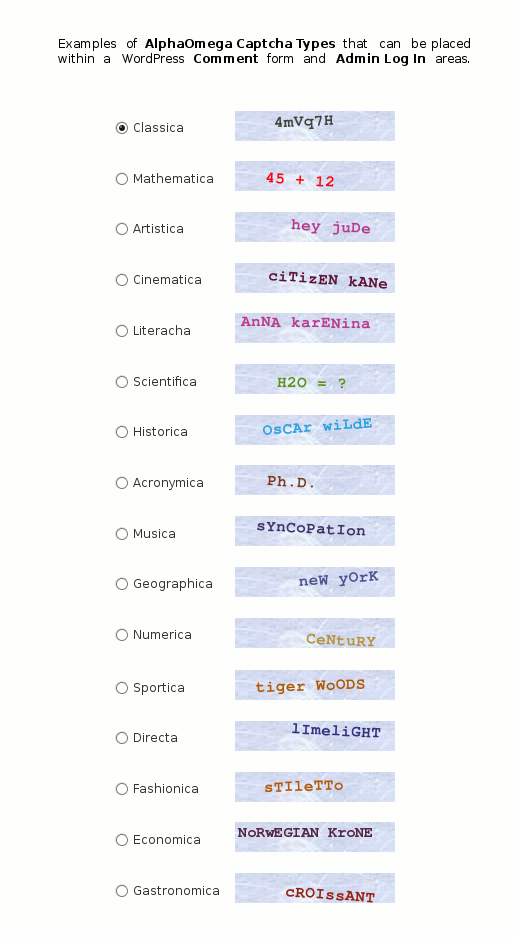 Examples of AlphaOmega Captcha Types that can be placed
within a WordPress Comment form and Admin Log In areas.
Classica 4mVq7H
Mathematica 45 + 12
Artistica hey juDe
Cinematica ciTizEN kANe
Literacha AnNA karENina
Scientifica H2O = ?
Historica OsCAr wiLdE
Acronymica Ph.D.
Musica sYnCoPatIon
Geographica neW yOrK
Numerica CeNtuRY
Sportica tiger WoODS
Directa lImeliGHT
Fashionica sTIleTTo
Economica NoRwEGIAN KroNE
Gastronomica cROIssANT